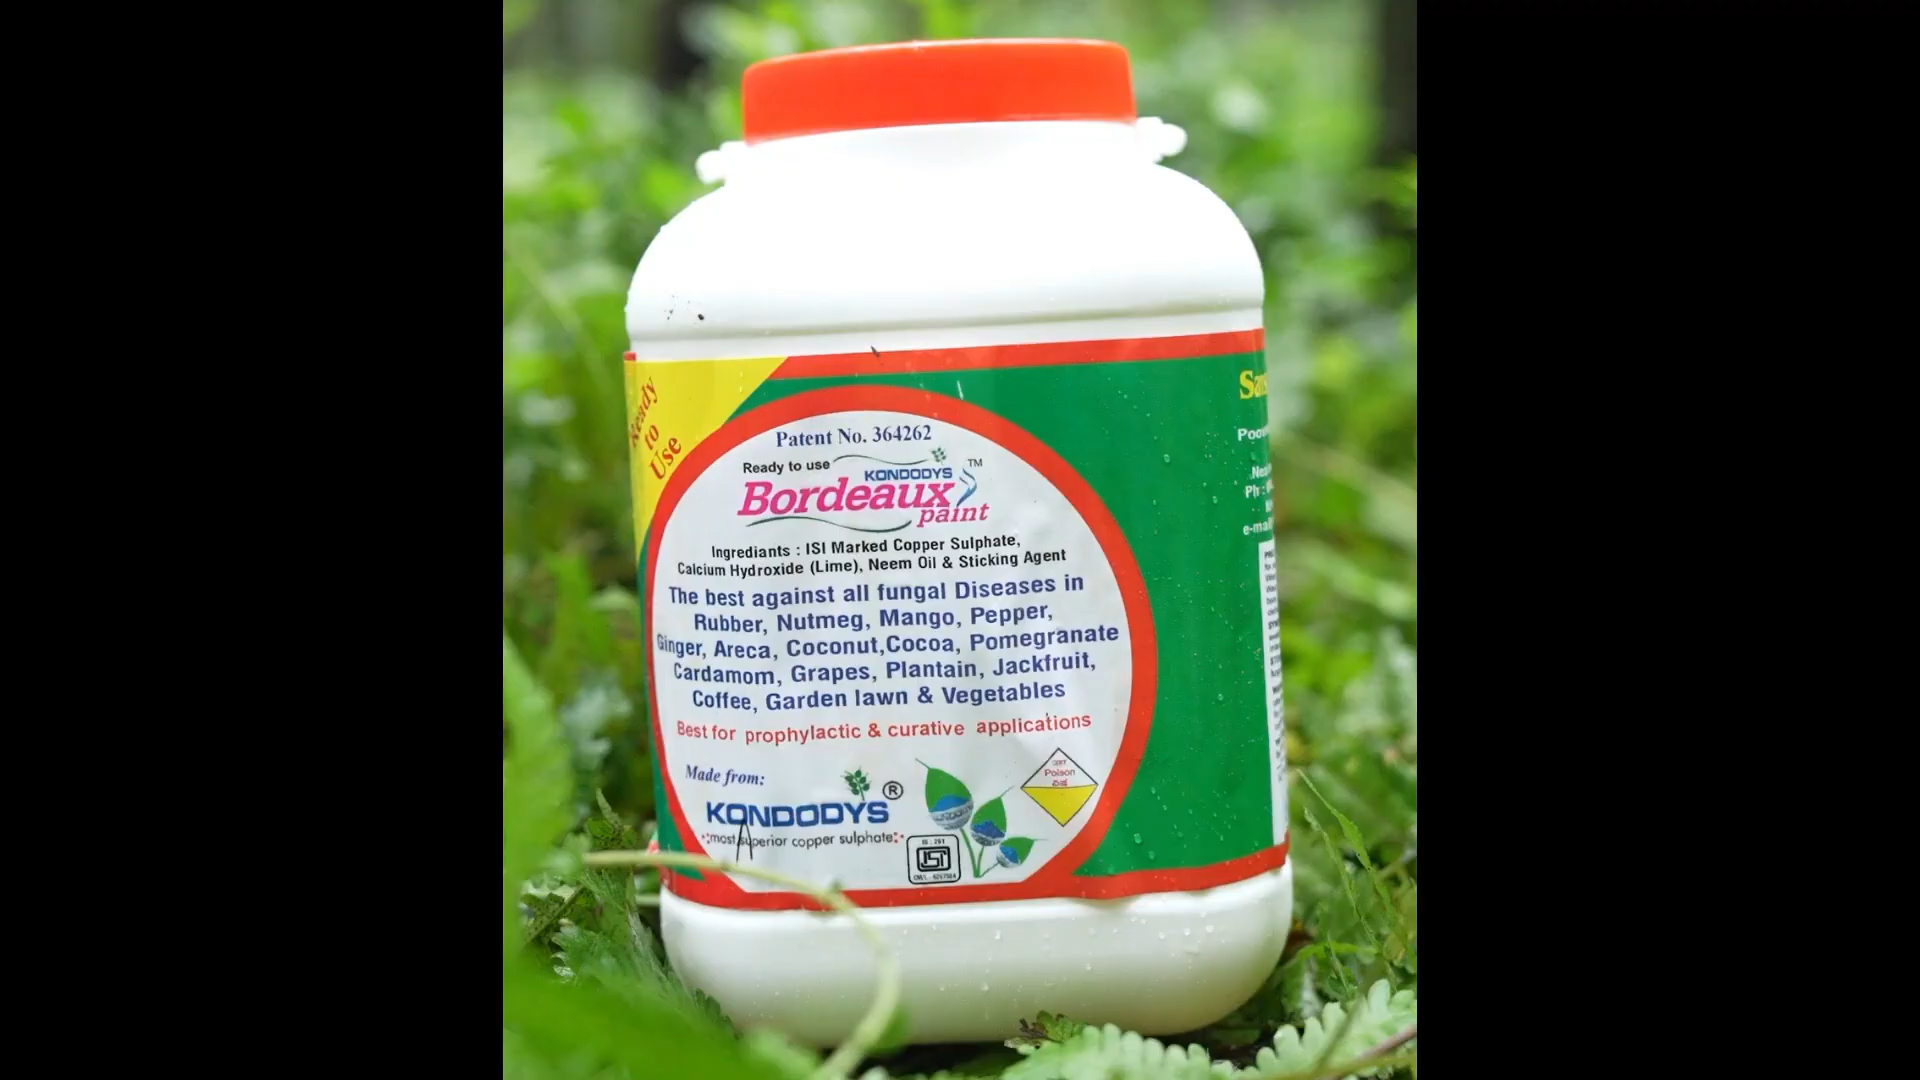 Ready
to
Use
Patent No. 364262
Ready to use
KONDODYS
Bordeaux TM
paint
Ingrediants : ISI Marked Copper Sulphate,
Calcium Hydroxide (Lime), Neem Oil & Sticking Agent
The best against all fungal Diseases in
Rubber, Nutmeg, Mango, Pepper,
Ginger, Areca, Coconut,Cocoa, Pomegranate
Cardamom, Grapes, Plantain, Jackfruit,
Coffee, Garden lawn & Vegetables
Best for prophylactic & curative applications
Made from:
KONDODYS ®
most superior copper sulphate
Poison
Ph :